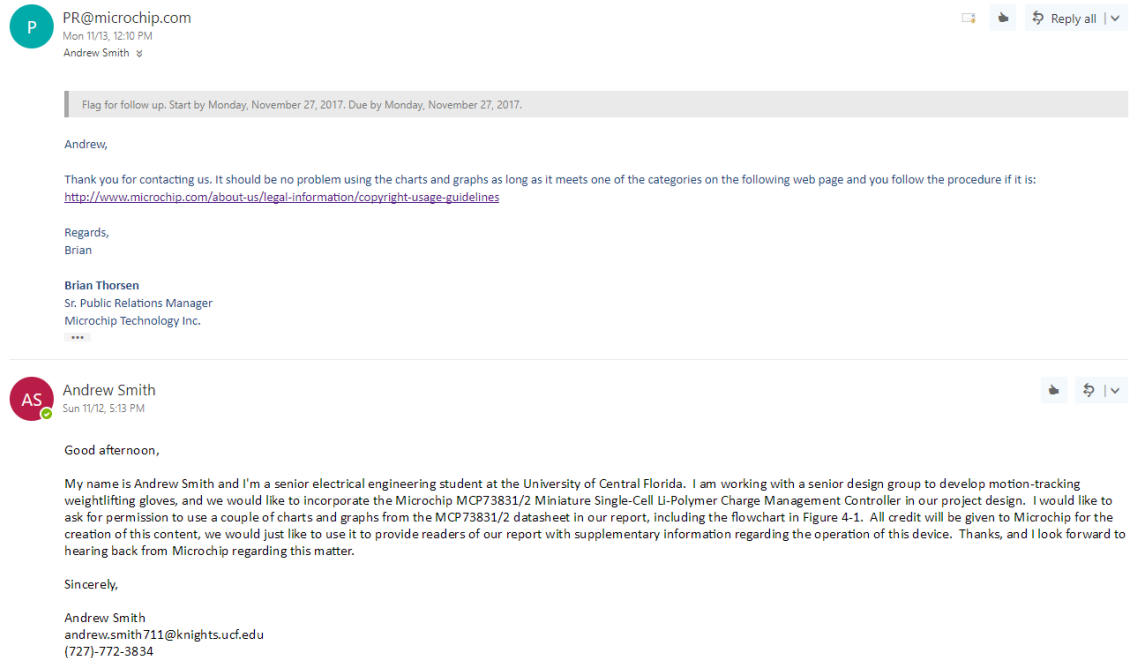 P
PR@microchip.com
Mon 11/13, 12:10 PM
Andrew Smith
Reply all
Flag for follow up. Start by Monday, November 27, 2017. Due by Monday, November 27, 2017.
Andrew,
Thank you for contacting us. It should be no problem using the charts and graphs as long as it meets one of the categories on the following web page and you follow the procedure if it is:
http://www.microchip.com/about-us/legal-information/copyright-usage-guidelines
Regards,
Brian
Brian Thorsen
Sr. Public Relations Manager
Microchip Technology Inc.
AS
Andrew Smith
Sun 11/12, 5:13 PM
Good afternoon,
My name is Andrew Smith and I'm a senior electrical engineering student at the University of Central Florida.  I am working with a senior design group to develop motion-tracking
weightlifting gloves, and we would like to incorporate the Microchip MCP73831/2 Miniature Single-Cell Li-Polymer Charge Management Controller in our project design.  I would like to
ask for permission to use a couple of charts and graphs from the MCP73831/2 datasheet in our report, including the flowchart in Figure 4-1.  All credit will be given to Microchip for the
creation of this content, we would just like to use it to provide readers of our report with supplementary information regarding the operation of this device.  Thanks, and I look forward to
hearing back from Microchip regarding this matter.
Sincerely,
Andrew Smith
andrew.smith711@knights.ucf.edu
(727)-772-3834